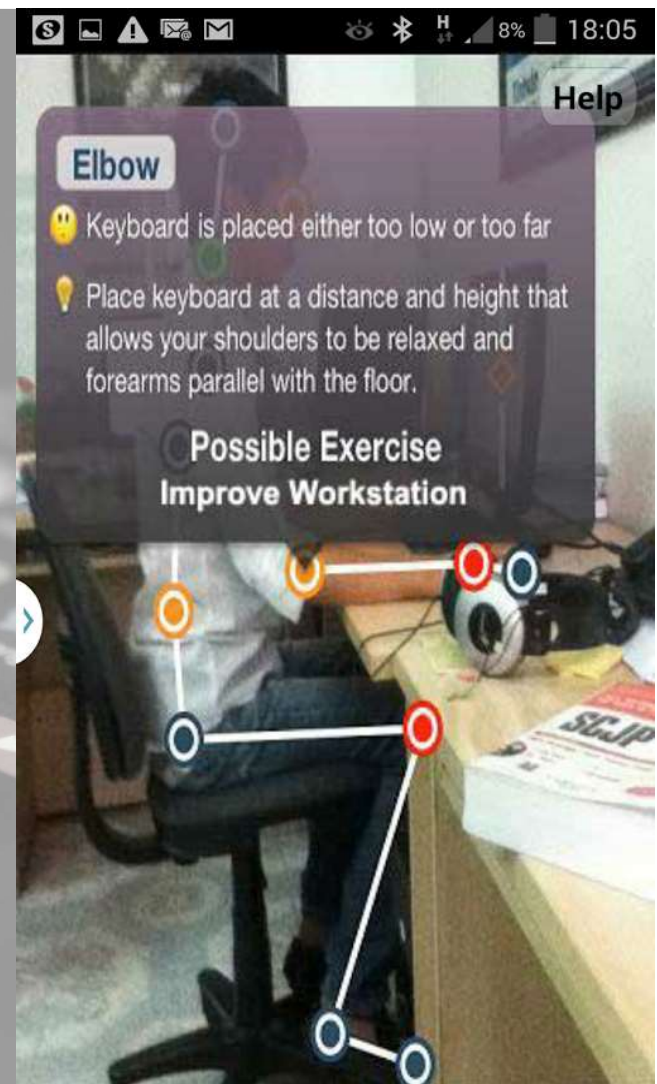 8% 18:05
Help
Elbow
Keyboard is placed either too low or too far
Place keyboard at a distance and height that
allows your shoulders to be relaxed and
forearms parallel with the floor.
Possible Exercise
Improve Workstation
SCJP